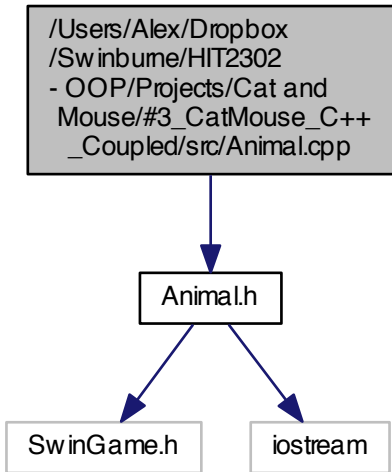 /Users/Alex/Dropbox
/Swinburne/HIT2302
- OOP/Projects/Cat and
Mouse/#3_CatMouse_C++
_Coupled/src/Animal.cpp
Animal.h
SwinGame.h
iostream